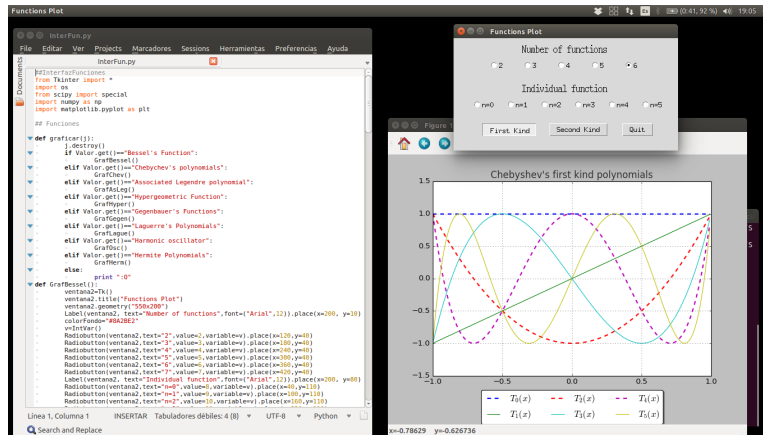 Functions Plot
Es (0:41, 92 %) 19:05
InterFun.py
File Editar Ver Projects Marcadores Sessions Herramientas Preferencias Ayuda
Documents
InterFun.py
##InterfazFunciones
from Tkinter import *
import os
from scipy import special
import numpy as np
import matplotlib.pyplot as plt
## Funciones
def graficar(j):
j.destroy()
if Valor.get()=="Bessel's Function":
GrafBessel()
elif Valor.get()=="Chebychev's polynomials":
GrafChev()
elif Valor.get()=="Associated Legendre polynomial":
GrafAsLeg()
elif Valor.get()=="Hypergeometric Function":
GrafHyper()
elif Valor.get()=="Gegenbauer's Functions":
GrafGegen()
elif Valor.get()=="Laguerre's Polynomials":
GrafLague()
elif Valor.get()=="Harmonic oscillator":
GrafOsc()
elif Valor.get()=="Hermite Polynomials":
GrafHerm()
else:
print ":O"
def GrafBessel():
ventana2=Tk()
ventana2.title("Functions Plot")
ventana2.geometry("550x200")
Label(ventana2, text="Number of functions",font=("Arial",12)).place(x=200, y=10)
colorFondo="#8A2BE2"
v=IntVar()
Radiobutton(ventana2,text="2",value=2,variable=v).place(x=120,y=40)
Radiobutton(ventana2,text="3",value=3,variable=v).place(x=180,y=40)
Radiobutton(ventana2,text="4",value=4,variable=v).place(x=240,y=40)
Radiobutton(ventana2,text="5",value=5,variable=v).place(x=300,y=40)
Radiobutton(ventana2,text="6",value=6,variable=v).place(x=360,y=40)
Radiobutton(ventana2,text="7",value=7,variable=v).place(x=420,y=40)
Label(ventana2, text="Individual function",font=("Arial",12)).place(x=200, y=80)
Radiobutton(ventana2,text="n=0",value=8,variable=v).place(x=40,y=110)
Radiobutton(ventana2,text="n=1",value=9,variable=v).place(x=100,y=110)
Radiobutton(ventana2,text="n=2",value=10,variable=v).place(x=160,y=110)
Línea 1, Columna 1 INSERTAR Tabuladores débiles: 4 (8) UTF-8 Python
Search and Replace
Functions Plot
Number of functions
2 3 4 5 6
Individual function
n=0 n=1 n=2 n=3 n=4 n=5
First Kind Second Kind Quit
Figure 1
Chebyshev's first kind polynomials
1.5
1.0
0.5
0.0
−0.5
−1.0
−1.5
−1.0 −0.5 0.0 0.5 1.0
T0(x) T2(x) T4(x)
T1(x) T3(x) T5(x)
x=-0.78629 y=-0.626736